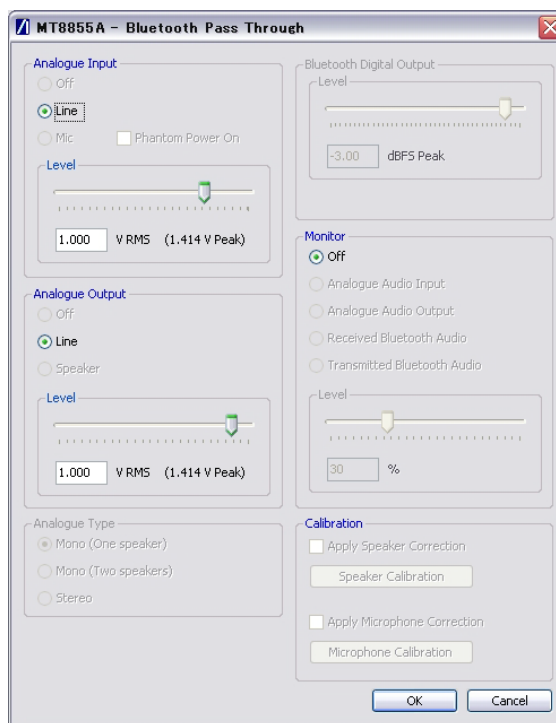 MT8855A - Bluetooth Pass Through
Analogue Input
Off
Line
Mic
Phantom Power On
Level
1.000 V RMS (1.414 V Peak)
Analogue Output
Off
Line
Speaker
Level
1.000 V RMS (1.414 V Peak)
Analogue Type
Mono (One speaker)
Mono (Two speakers)
Stereo
Bluetooth Digital Output
Level
-3.00 dBFS Peak
Monitor
Off
Analogue Audio Input
Analogue Audio Output
Received Bluetooth Audio
Transmitted Bluetooth Audio
Level
30 %
Calibration
Apply Speaker Correction
Speaker Calibration
Apply Microphone Correction
Microphone Calibration
OK
Cancel